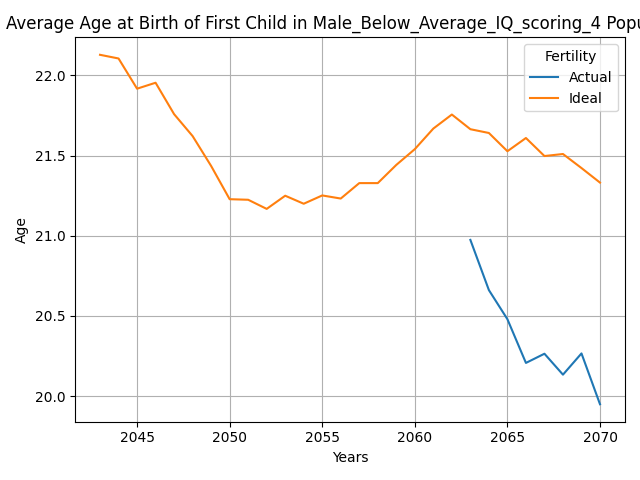 Average Age at Birth of First Child in Male_Below_Average_IQ_scoring_4 Popu
Fertility
Actual
Ideal
22.0
21.5
21.0
20.5
20.0
Age
2045 2050 2055 2060 2065 2070
Years